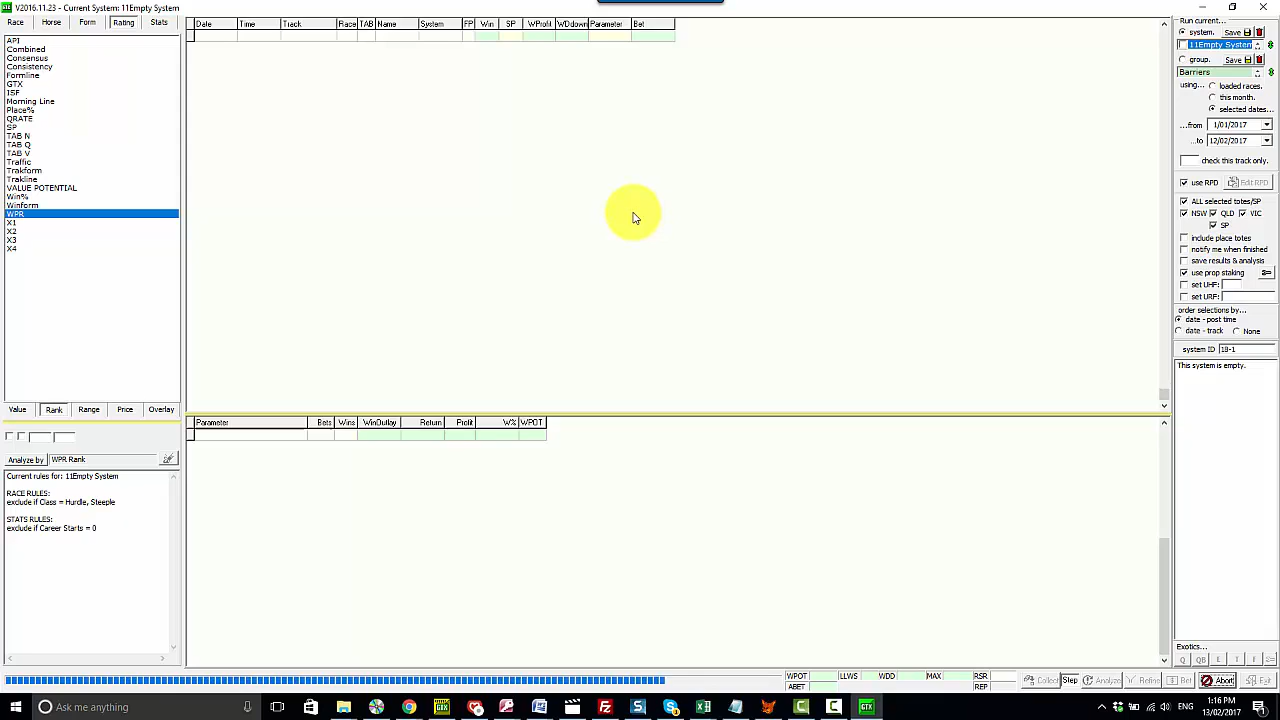 V2016.11.23 - Current System: 11Empty System
Race Horse Form Rating Stats
API
Combined
Consensus
Consistency
Formline
GTX
ISF
Morning Line
Place%
QRATE
SP
TAB N
TAB Q
TAB V
Traffic
Trakform
Trakline
VALUE POTENTIAL
Win%
Winform
WPR
X1
X2
X3
X4
Value Rank Range Price Overlay
Analyze by WPR Rank
Current rules for: 11Empty System
RACE RULES:
exclude if Class = Hurdle, Steeple
STATS RULES:
exclude if Career Starts = 0
Date Time Track Race TAB Name System FP Win SP WProfit WDdown Parameter Bet
Parameter Bets Wins WinOutlay Return Profit W% WPOT
Run current...
system. Save
11Empty System
group. Save
Barriers
using... loaded races.
this month.
selected dates...
...from 1/01/2017
...to 12/02/2017
check this track only.
use RPD Edit RPD
ALL selected totes/SP
NSW QLD VIC
SP
include place totes
notify me when finished
save results & analysis
use prop staking
set UHF:
set URF:
order selections by...
date - post time
date - track None
system ID 1B-1
This system is empty.
Exotics...
Q QB E T F
WPOT LLWS WDD MAX RSR
ABET REP
Collect Stop Analyze Refine Bet Abort Exit
Ask me anything
ENG 1:16 PM
13/02/2017